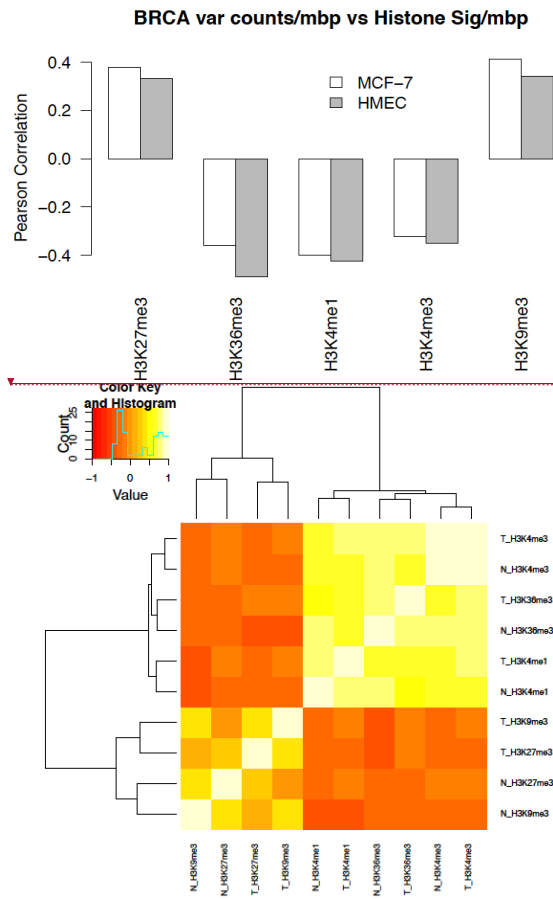 BRCA var counts/mbp vs Histone Sig/mbp
Pearson Correlation
0.4
0.2
0.0
−0.2
−0.4
MCF−7
HMEC
H3K27me3
H3K36me3
H3K4me1
H3K4me3
H3K9me3
Color Key
and Histogram
Count
0 10 25
−1 0 1
Value
T_H3K4me3
N_H3K4me3
T_H3K36me3
N_H3K36me3
T_H3K4me1
N_H3K4me1
T_H3K9me3
T_H3K27me3
N_H3K27me3
N_H3K9me3
N_H3K9me3
N_H3K27me3
T_H3K27me3
T_H3K9me3
N_H3K4me1
T_H3K4me1
N_H3K36me3
T_H3K36me3
N_H3K4me3
T_H3K4me3